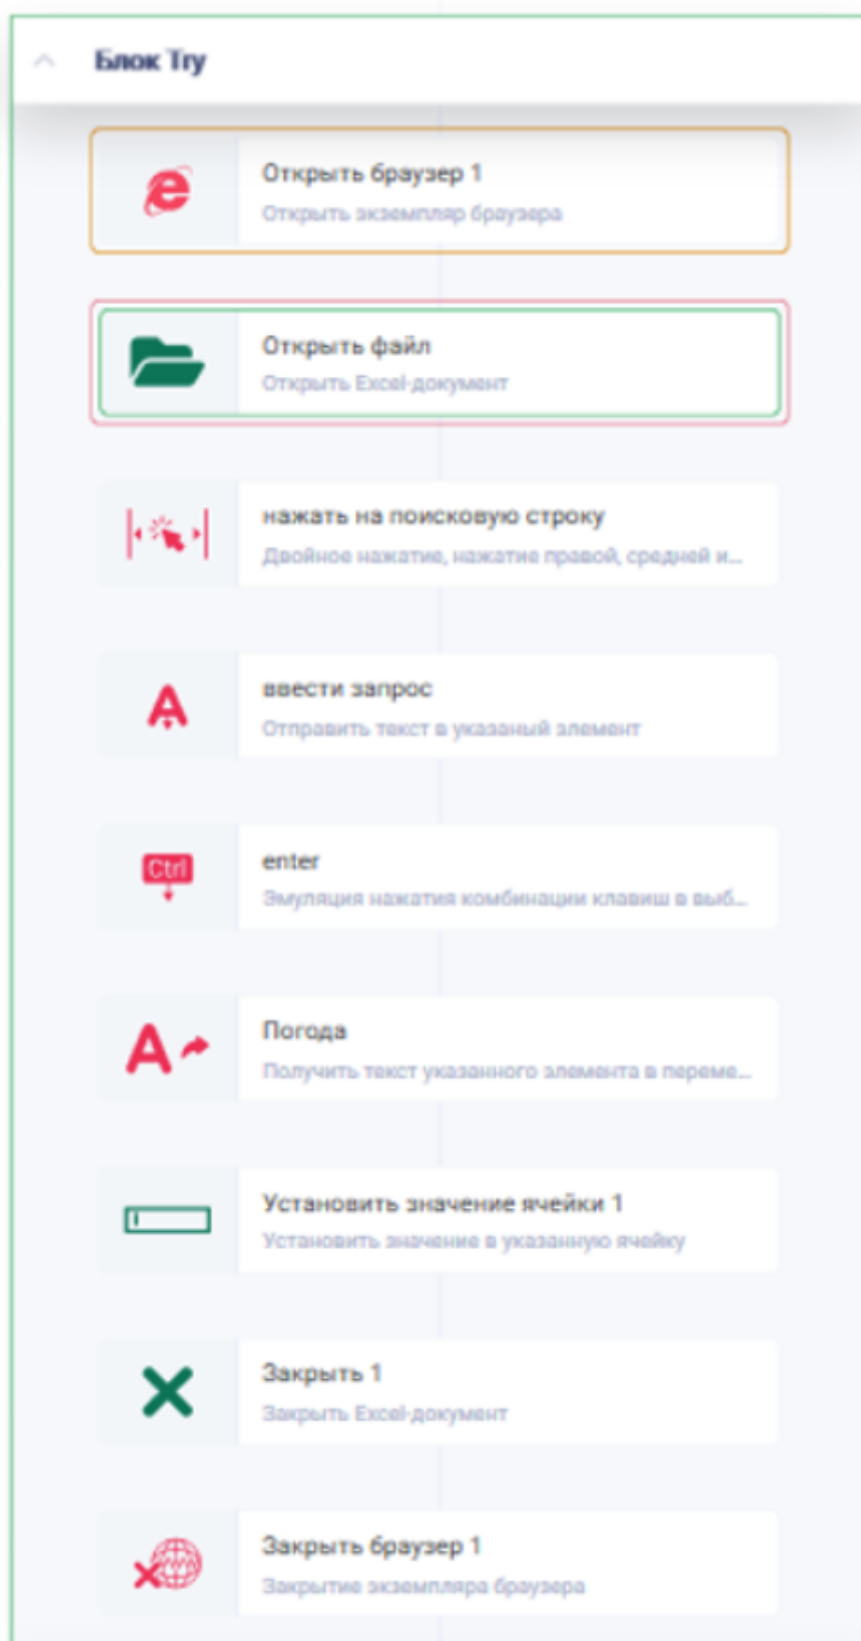 Блок Try
Открыть браузер 1
Открыть экземпляр браузера
Открыть файл
Открыть Excel-документ
нажать на поисковую строку
Двойное нажатие, нажатие правой, средней и...
ввести запрос
Отправить текст в указаный элемент
Ctrl
enter
Эмуляция нажатия комбинации клавиш в выб...
Погода
Получить текст указанного элемента в переме...
Установить значение ячейки 1
Установить значение в указанную ячейку
Закрыть 1
Закрыть Excel-документ
Закрыть браузер 1
Закрытие экземпляра браузера